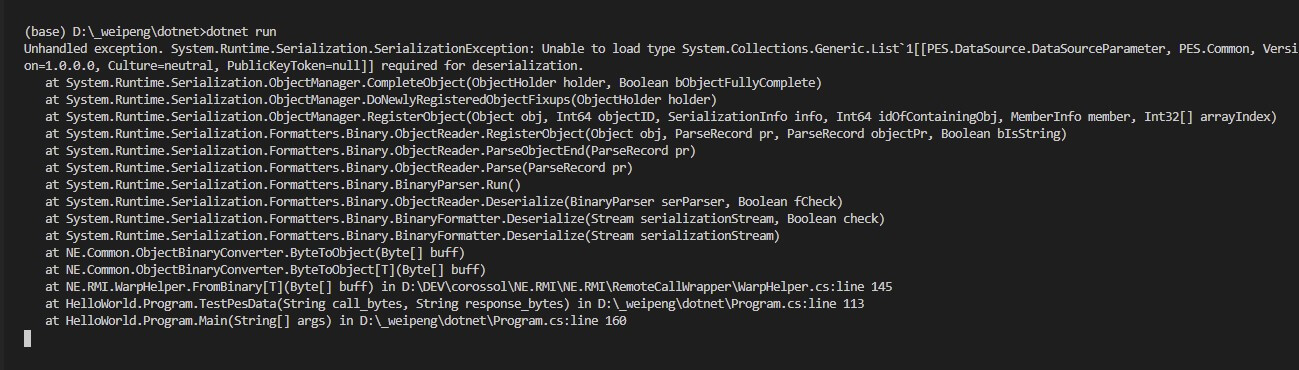 (base) D:\_weipeng\dotnet>dotnet run
Unhandled exception. System.Runtime.Serialization.SerializationException: Unable to load type System.Collections.Generic.List`1[[PES.DataSource.DataSourceParameter, PES.Common, Versi
on=1.0.0.0, Culture=neutral, PublicKeyToken=null]] required for deserialization.
   at System.Runtime.Serialization.ObjectManager.CompleteObject(ObjectHolder holder, Boolean bObjectFullyComplete)
   at System.Runtime.Serialization.ObjectManager.DoNewlyRegisteredObjectFixups(ObjectHolder holder)
   at System.Runtime.Serialization.ObjectManager.RegisterObject(Object obj, Int64 objectID, SerializationInfo info, Int64 idOfContainingObj, MemberInfo member, Int32[] arrayIndex)
   at System.Runtime.Serialization.Formatters.Binary.ObjectReader.RegisterObject(Object obj, ParseRecord pr, ParseRecord objectPr, Boolean bIsString)
   at System.Runtime.Serialization.Formatters.Binary.ObjectReader.ParseObjectEnd(ParseRecord pr)
   at System.Runtime.Serialization.Formatters.Binary.ObjectReader.Parse(ParseRecord pr)
   at System.Runtime.Serialization.Formatters.Binary.BinaryParser.Run()
   at System.Runtime.Serialization.Formatters.Binary.ObjectReader.Deserialize(BinaryParser serParser, Boolean fCheck)
   at System.Runtime.Serialization.Formatters.Binary.BinaryFormatter.Deserialize(Stream serializationStream, Boolean check)
   at System.Runtime.Serialization.Formatters.Binary.BinaryFormatter.Deserialize(Stream serializationStream)
   at NE.Common.ObjectBinaryConverter.ByteToObject(Byte[] buff)
   at NE.Common.ObjectBinaryConverter.ByteToObject[T](Byte[] buff)
   at NE.RMI.WarpHelper.FromBinary[T](Byte[] buff) in D:\DEV\corossol\NE.RMI\NE.RMI\RemoteCallWrapper\WarpHelper.cs:line 145
   at HelloWorld.Program.TestPesData(String call_bytes, String response_bytes) in D:\_weipeng\dotnet\Program.cs:line 113
   at HelloWorld.Program.Main(String[] args) in D:\_weipeng\dotnet\Program.cs:line 160